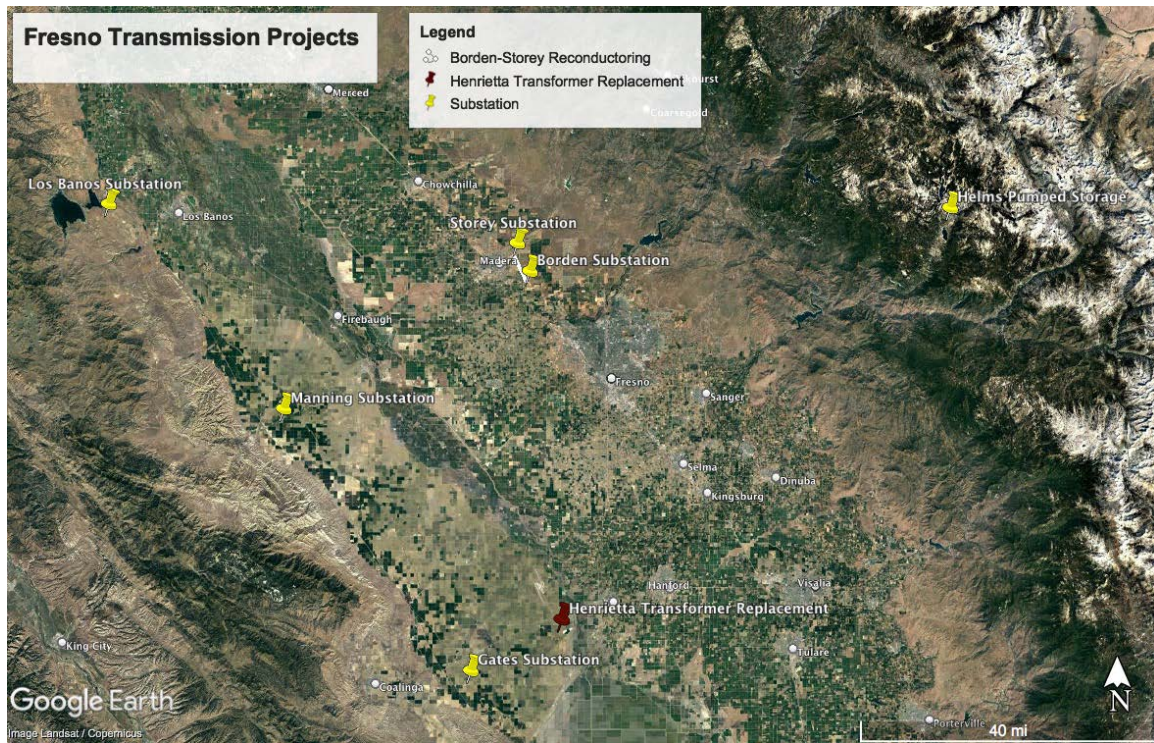 Fresno Transmission Projects
Legend
Borden-Storey Reconductoring
Henrietta Transformer Replacement
Substation
Merced
Coarsegold
Chowchilla
Los Banos Substation
Los Banos
Helms Pumped Storage
Storey Substation
Madera
Borden Substation
Firebaugh
Fresno
Manning Substation
Sanger
Selma
Dinuba
Kingsburg
Hanford
Visalia
Henrietta Transformer Replacement
King City
Tulare
Gates Substation
Coalinga
N
Google Earth
Porterville
40 mi
Image Landsat / Copernicus